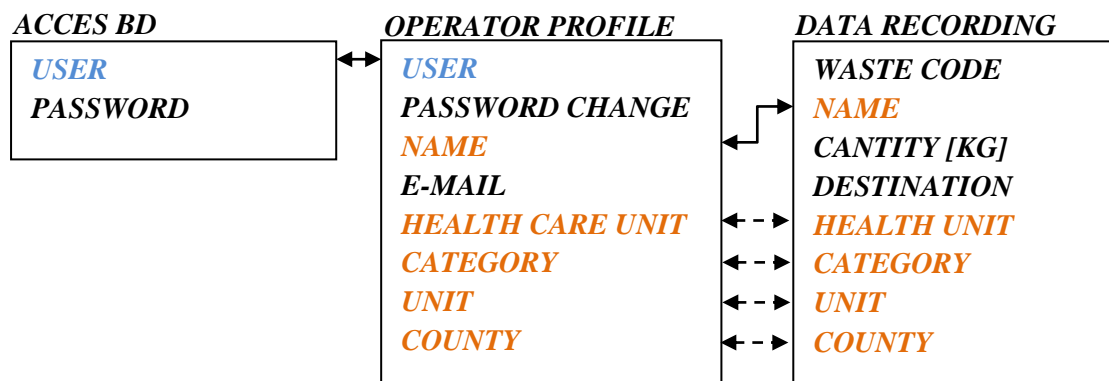 ACCES BD
USER
PASSWORD
OPERATOR PROFILE
USER
PASSWORD CHANGE
NAME
E-MAIL
HEALTH CARE UNIT
CATEGORY
UNIT
COUNTY
DATA RECORDING
WASTE CODE
NAME
CANTITY [KG]
DESTINATION
HEALTH UNIT
CATEGORY
UNIT
COUNTY